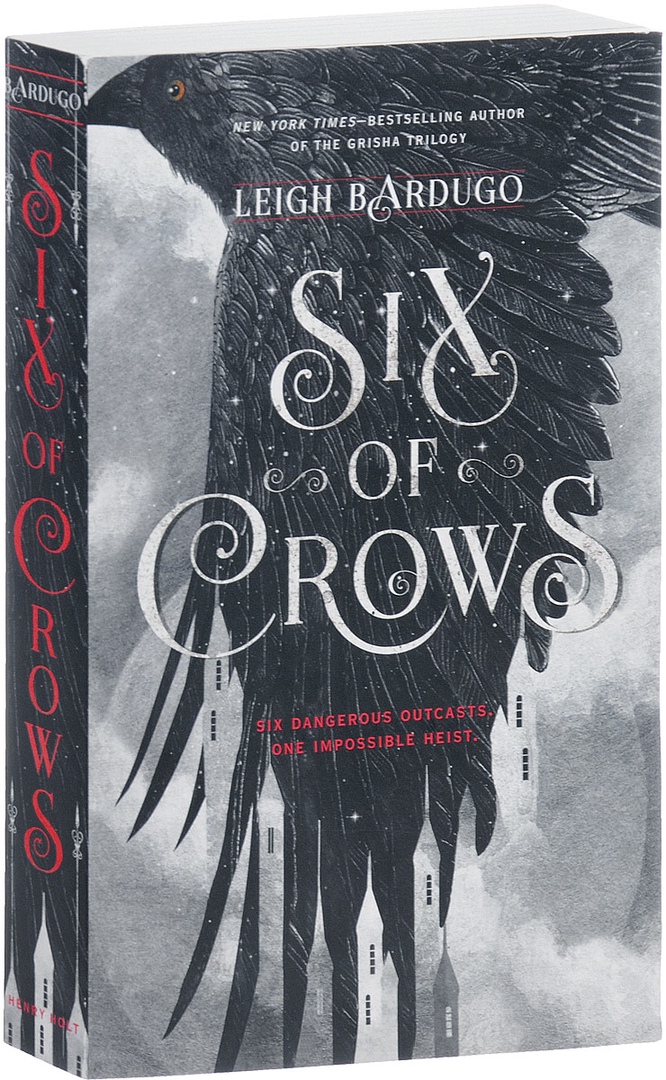 BARDUGO
SIX OF CROWS
HENRY HOLT
NEW YORK TIMES—BESTSELLING AUTHOR
OF THE GRISHA TRILOGY
LEIGH BARDUGO
SIX
OF
CROWS
SIX DANGEROUS OUTCASTS.
ONE IMPOSSIBLE HEIST.